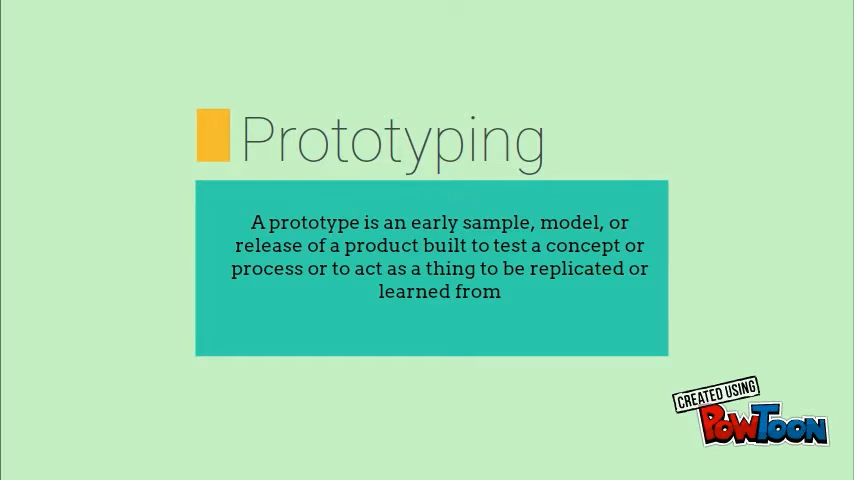 Prototyping
A prototype is an early sample, model, or
release of a product built to test a concept or
process or to act as a thing to be replicated or
learned from
CREATED USING
POWTOON